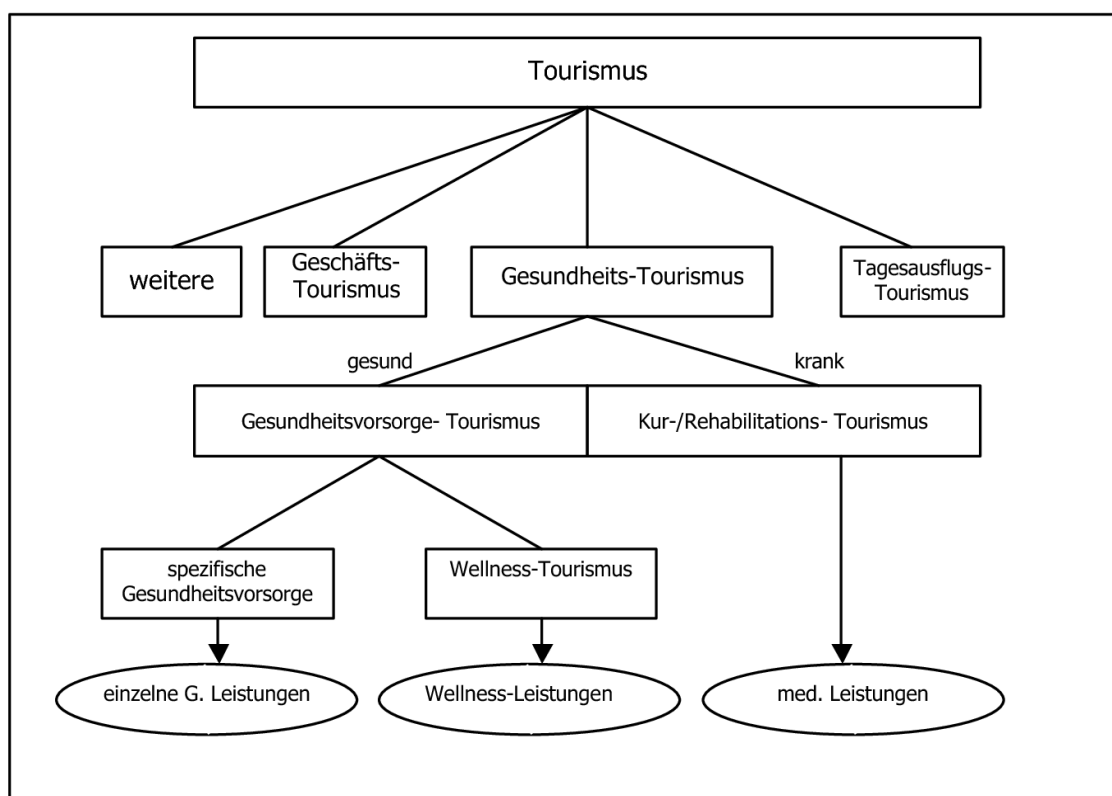 Tourismus
weitere
Geschäfts-
Tourismus
Gesundheits-Tourismus
Tagesausflugs-
Tourismus
gesund
krank
Gesundheitsvorsorge- Tourismus
Kur-/Rehabilitations- Tourismus
spezifische
Gesundheitsvorsorge
Wellness-Tourismus
einzelne G. Leistungen
Wellness-Leistungen
med. Leistungen